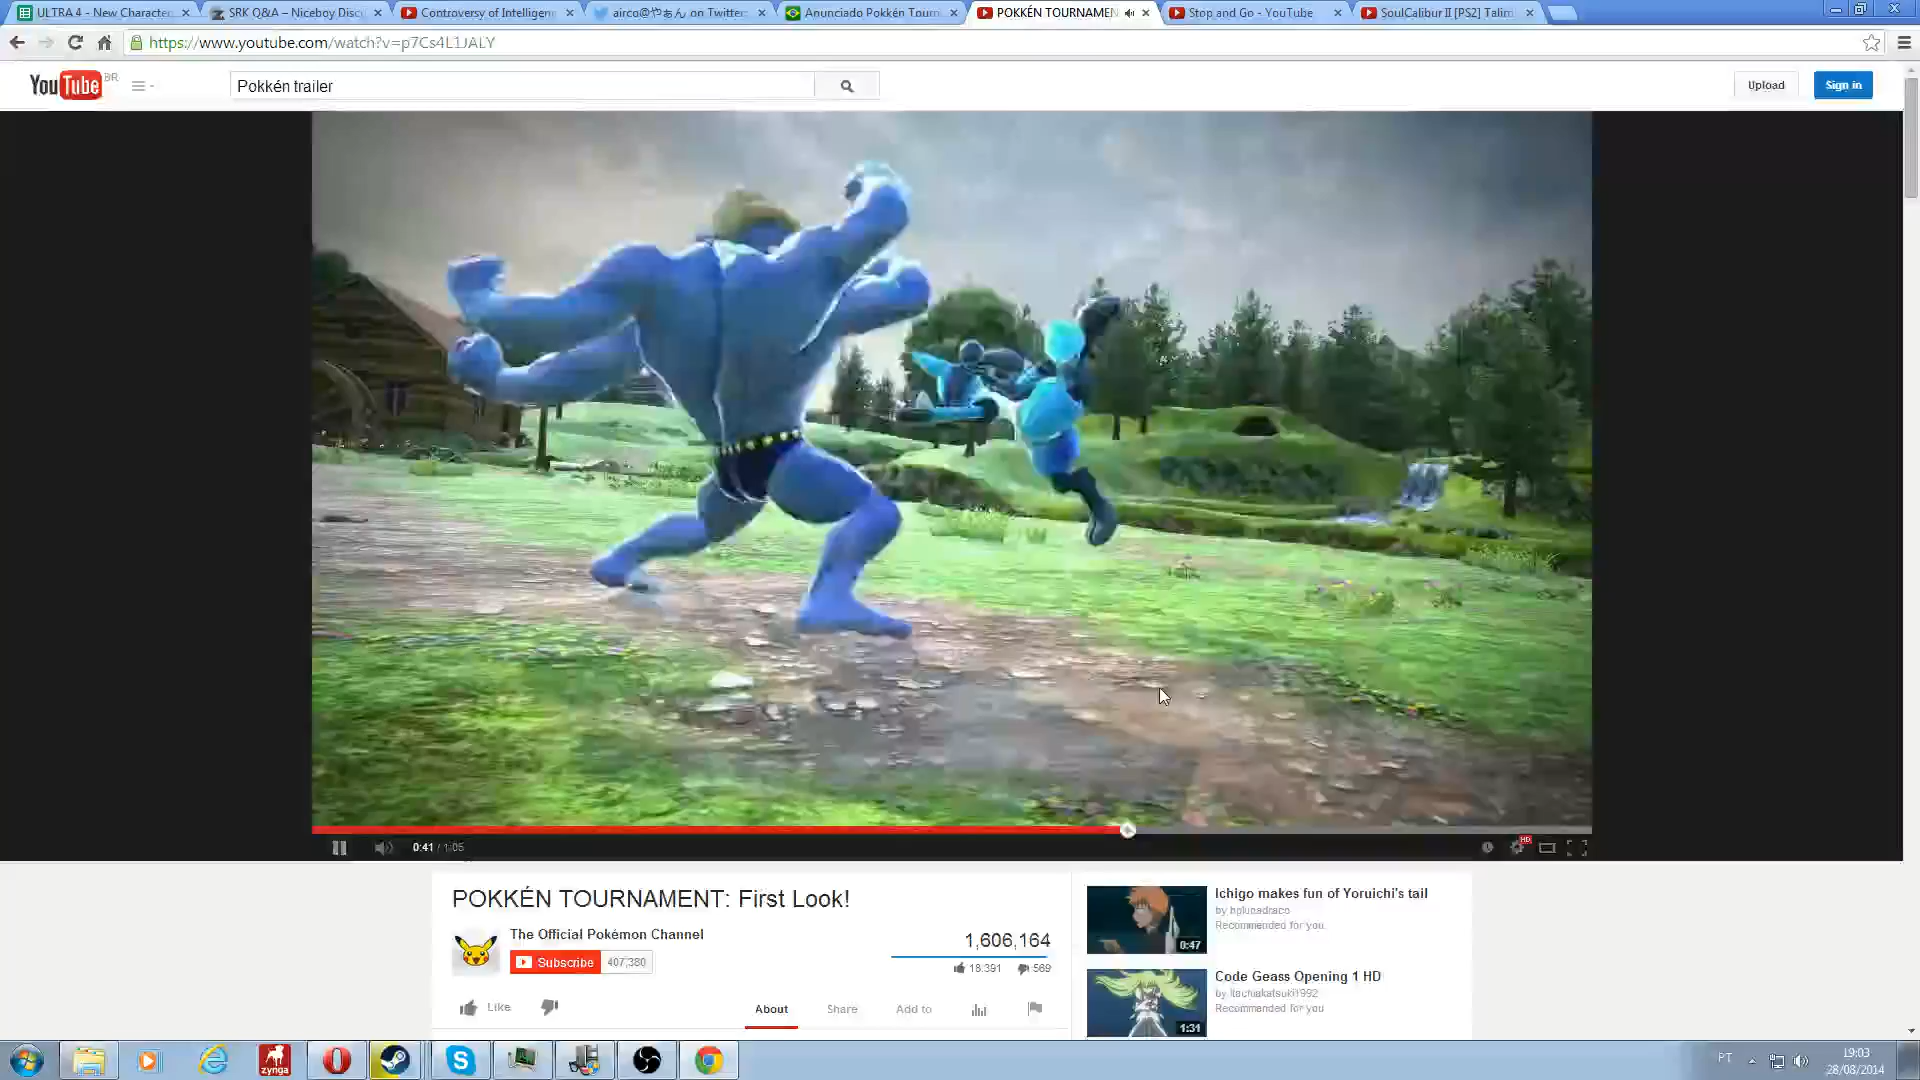 ULTRA 4 - New Character
SRK Q&A – Niceboy Disc
Controversy of Intelligen
airco@やぁん on Twitter
Anunciado Pokkén Tourn
POKKÉN TOURNAMEN
Stop and Go - YouTube
SoulCalibur II [PS2] Talim
https://www.youtube.com/watch?v=p7Cs4L1JALY
YouTube BR
Pokkén trailer
Upload
Sign in
0:41 / 1:05
HD
POKKÉN TOURNAMENT: First Look!
The Official Pokémon Channel
Subscribe 407,380
1,606,164
18,391 569
Like
About
Share
Add to
Ichigo makes fun of Yoruichi's tail
Recommended for you
0:47
Code Geass Opening 1 HD
Recommended for you
1:31
zynga
PT
19:03
28/08/2014